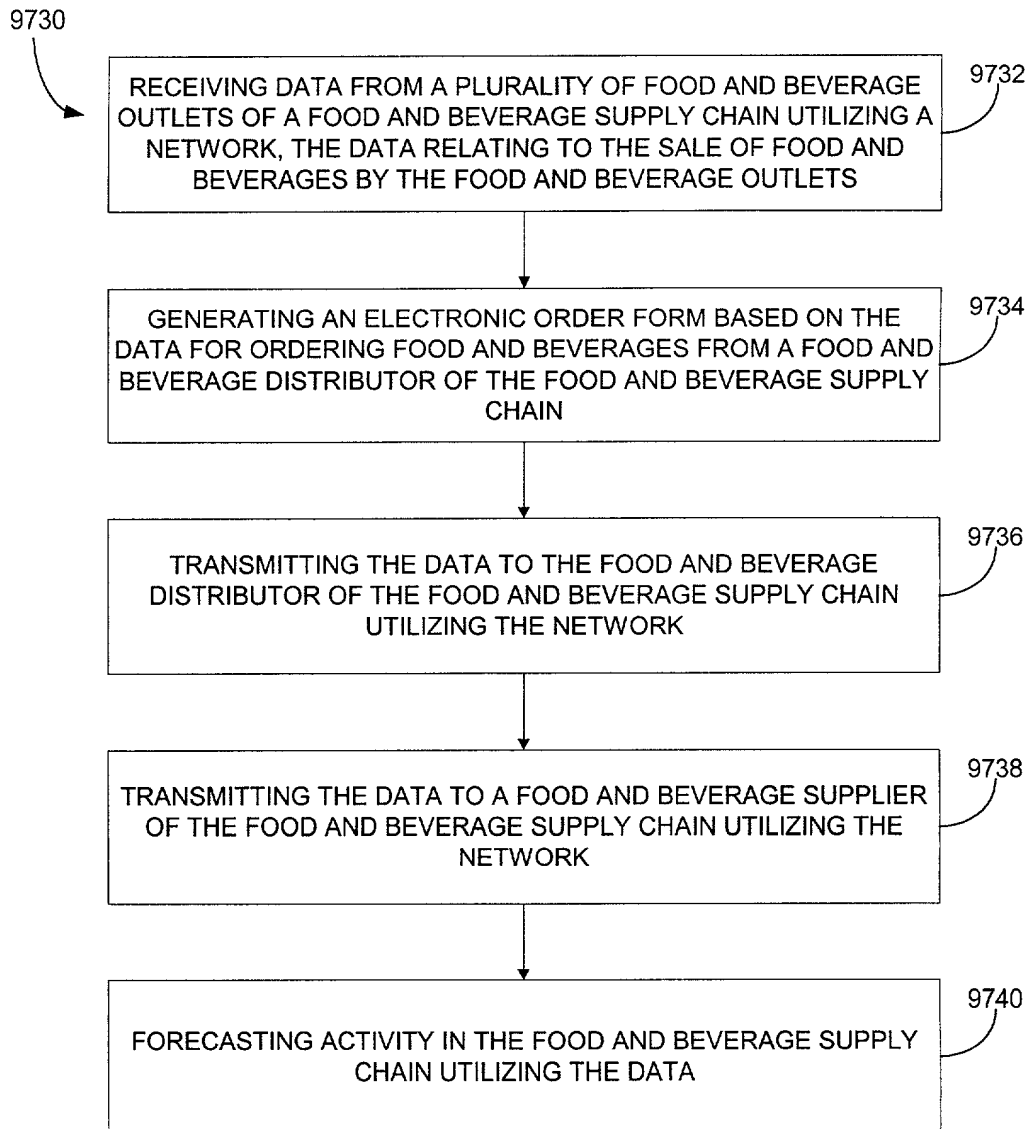 9730
RECEIVING DATA FROM A PLURALITY OF FOOD AND BEVERAGE
OUTLETS OF A FOOD AND BEVERAGE SUPPLY CHAIN UTILIZING A
NETWORK, THE DATA RELATING TO THE SALE OF FOOD AND
BEVERAGES BY THE FOOD AND BEVERAGE OUTLETS
9732
GENERATING AN ELECTRONIC ORDER FORM BASED ON THE
DATA FOR ORDERING FOOD AND BEVERAGES FROM A FOOD AND
BEVERAGE DISTRIBUTOR OF THE FOOD AND BEVERAGE SUPPLY
CHAIN
9734
TRANSMITTING THE DATA TO THE FOOD AND BEVERAGE
DISTRIBUTOR OF THE FOOD AND BEVERAGE SUPPLY CHAIN
UTILIZING THE NETWORK
9736
TRANSMITTING THE DATA TO A FOOD AND BEVERAGE SUPPLIER
OF THE FOOD AND BEVERAGE SUPPLY CHAIN UTILIZING THE
NETWORK
9738
FORECASTING ACTIVITY IN THE FOOD AND BEVERAGE SUPPLY
CHAIN UTILIZING THE DATA
9740